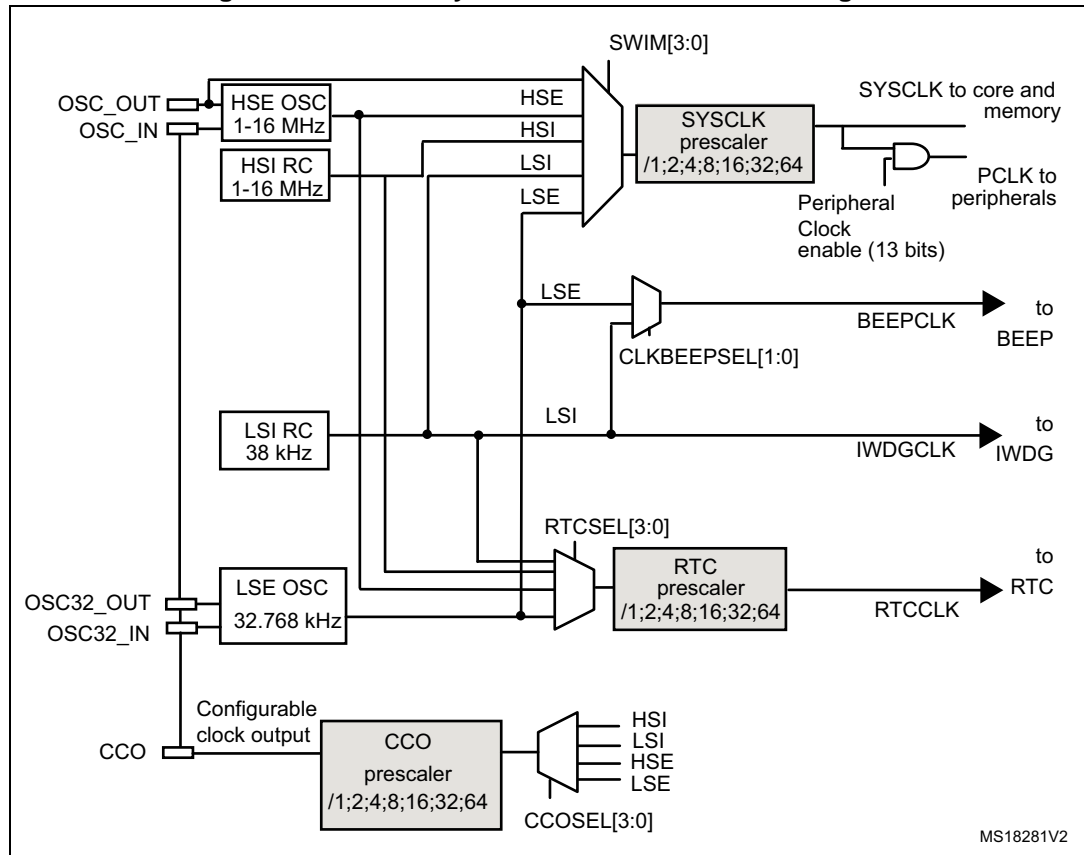 SWIM[3:0]
OSC_OUT
OSC_IN
HSE OSC
1-16 MHz
HSI RC
1-16 MHz
HSE
HSI
LSI
LSE
SYSCLK
prescaler
/1;2;4;8;16;32;64
SYSCLK to core and
memory
PCLK to
peripherals
Peripheral
Clock
enable (13 bits)
LSE
BEEPCLK
to
BEEP
CLKBEEPSEL[1:0]
LSI RC
38 kHz
LSI
IWDGCLK
to
IWDG
RTCSEL[3:0]
OSC32_OUT
OSC32_IN
LSE OSC
32.768 kHz
RTC
prescaler
/1;2;4;8;16;32;64
RTCCLK
to
RTC
Configurable
clock output
CCO
CCO
prescaler
/1;2;4;8;16;32;64
HSI
LSI
HSE
LSE
CCOSEL[3:0]
MS18281V2